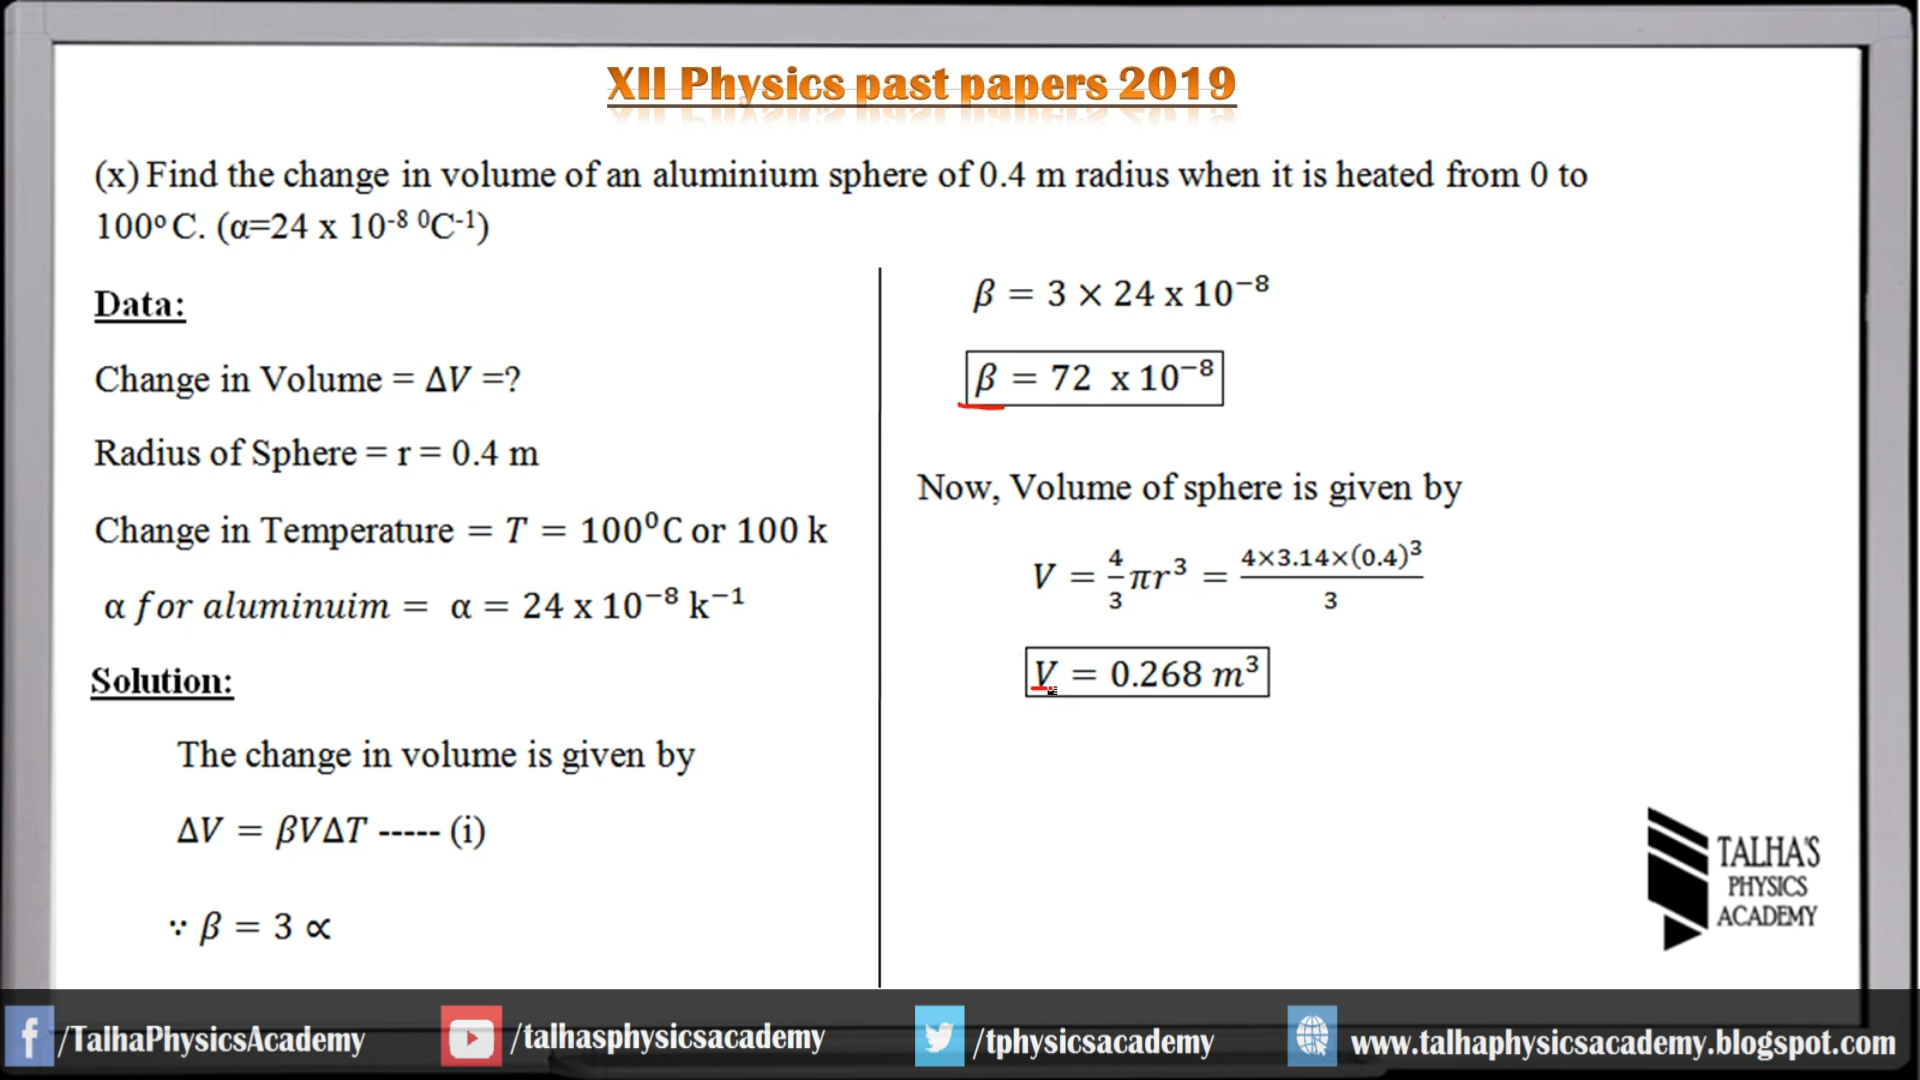 XII Physics past papers 2019
(x) Find the change in volume of an aluminium sphere of 0.4 m radius when it is heated from 0 to
100º C. (α=24 x 10⁻⁸ ⁰C⁻¹)
Data:
Change in Volume = ΔV =?
Radius of Sphere = r = 0.4 m
Change in Temperature = T = 100⁰C or 100 k
α for aluminuim = α = 24 x 10⁻⁸ k⁻¹
Solution:
The change in volume is given by
ΔV = βVΔT ----- (i)
∵ β = 3 ∝
β = 3 × 24 x 10⁻⁸
β = 72 x 10⁻⁸
Now, Volume of sphere is given by
V = 4/3 πr³ = 4×3.14×(0.4)³/3
V = 0.268 m³
TALHA'S
PHYSICS
ACADEMY
/TalhaPhysicsAcademy
/talhasphysicsacademy
/tphysicsacademy
www.talhaphysicsacademy.blogspot.com